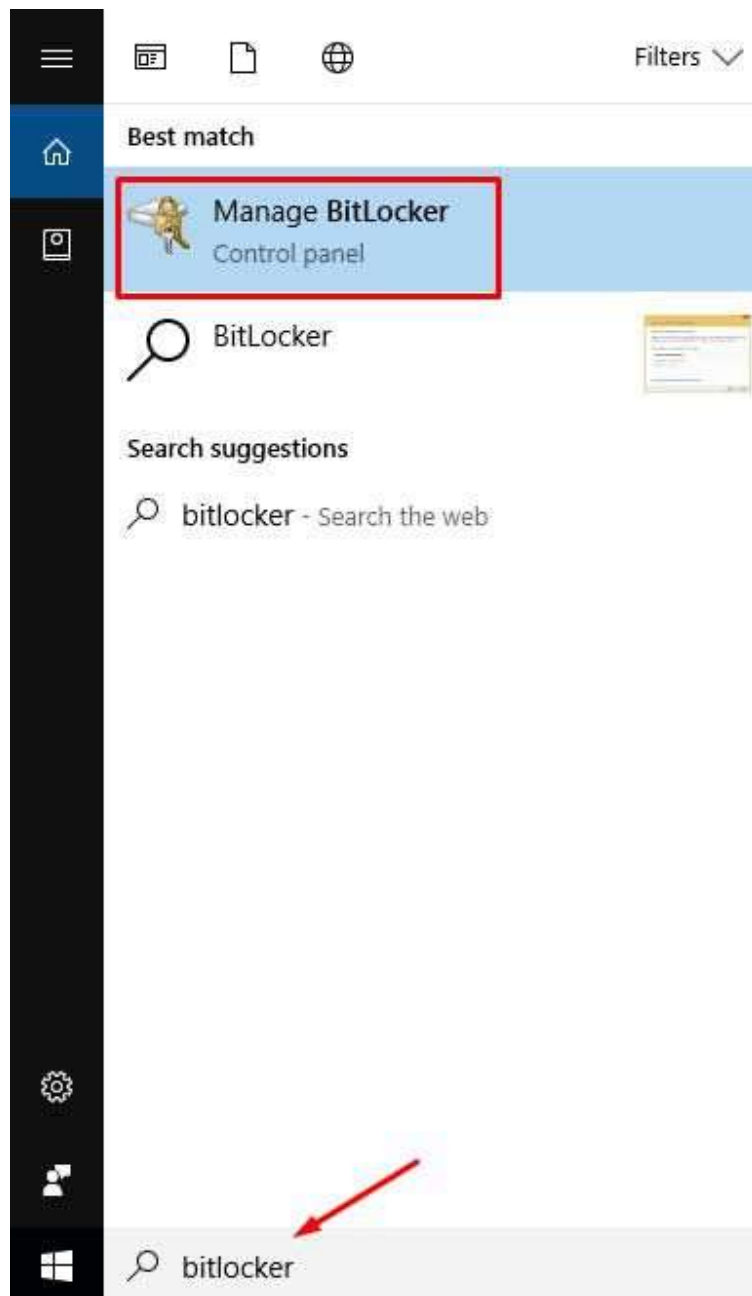 Filters
Best match
Manage BitLocker
Control panel
BitLocker
Search suggestions
bitlocker - Search the web
bitlocker